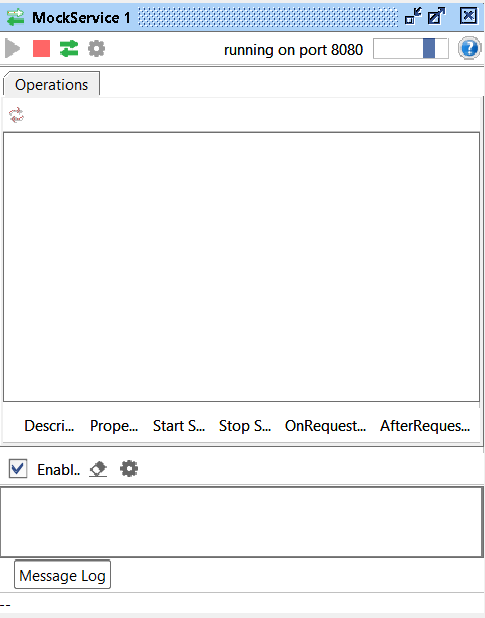 MockService 1
running on port 8080
Operations
Descri... Prope... Start S... Stop S... OnRequest... AfterReques...
Enabl..
Message Log
--